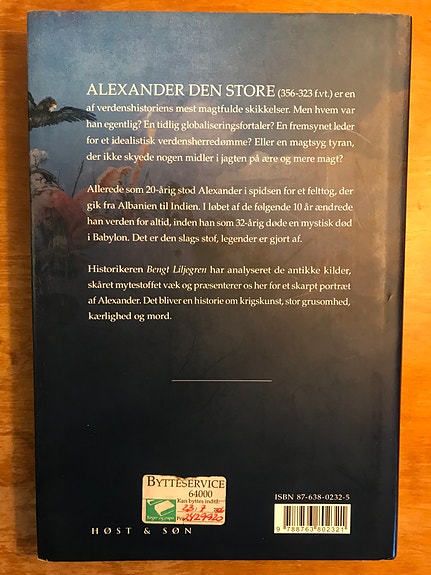 ALEXANDER DEN STORE (356-323 f.vt.) er en
af verdenshistoriens mest magtfulde skikkelser. Men hvem var
han egentlig? En tidlig globaliseringsfortaler? En fremsynet leder
for et idealistisk verdensherredømme? Eller en magtsyg tyran,
der ikke skyede nogen midler i jagten på ære og mere magt?
Allerede som 20-årig stod Alexander i spidsen for et felttog, der
gik fra Albanien til Indien. I løbet af de følgende 10 år ændrede
han verden for altid, inden han som 32-årig døde en mystisk død
i Babylon. Det er den slags stof, legender er gjort af.
Historikeren Bengt Liljegren har analyseret de antikke kilder,
skåret mytestoffet væk og præsenterer os her for et skarpt portræt
af Alexander. Det bliver en historie om krigskunst, stor grusomhed,
kærlighed og mord.
BYTTESERVICE
64000
Kan byttes indtil:
HØST & SØN
ISBN 87-638-0232-5
9 788763 802321